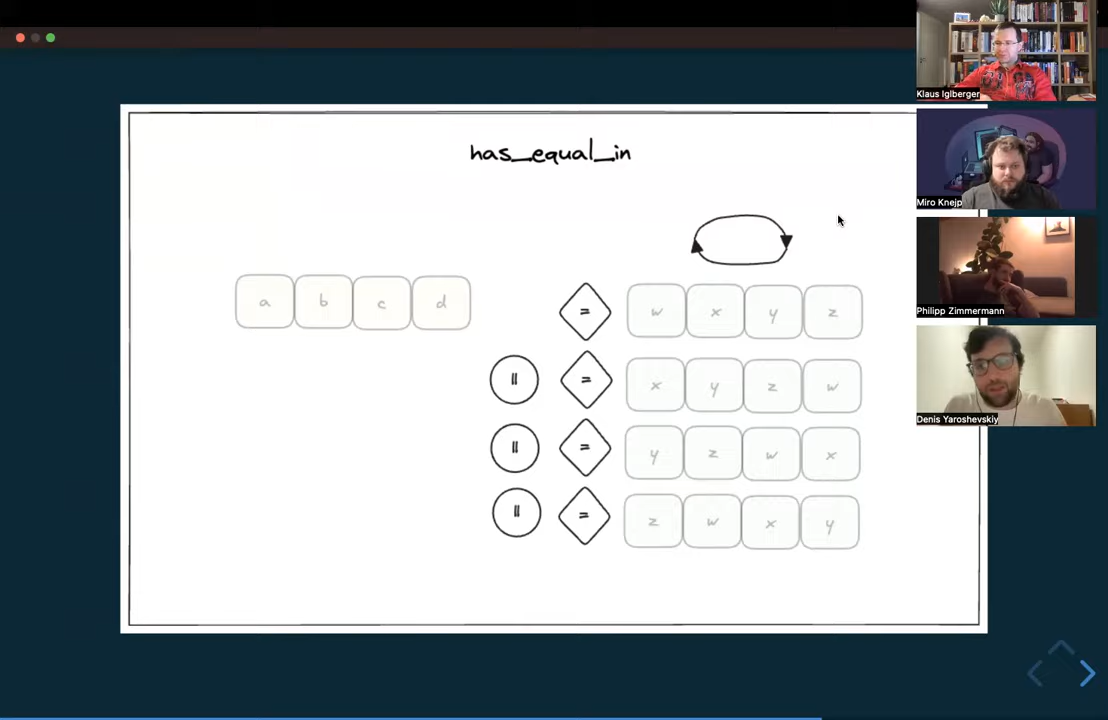 Klaus Iglberger
has_equal_in
Miro Knejp
a b c d = w x y z
Philipp Zimmermann
|| = x y z w
Denis Yaroshevskiy
|| = y z w x
|| = z w x y